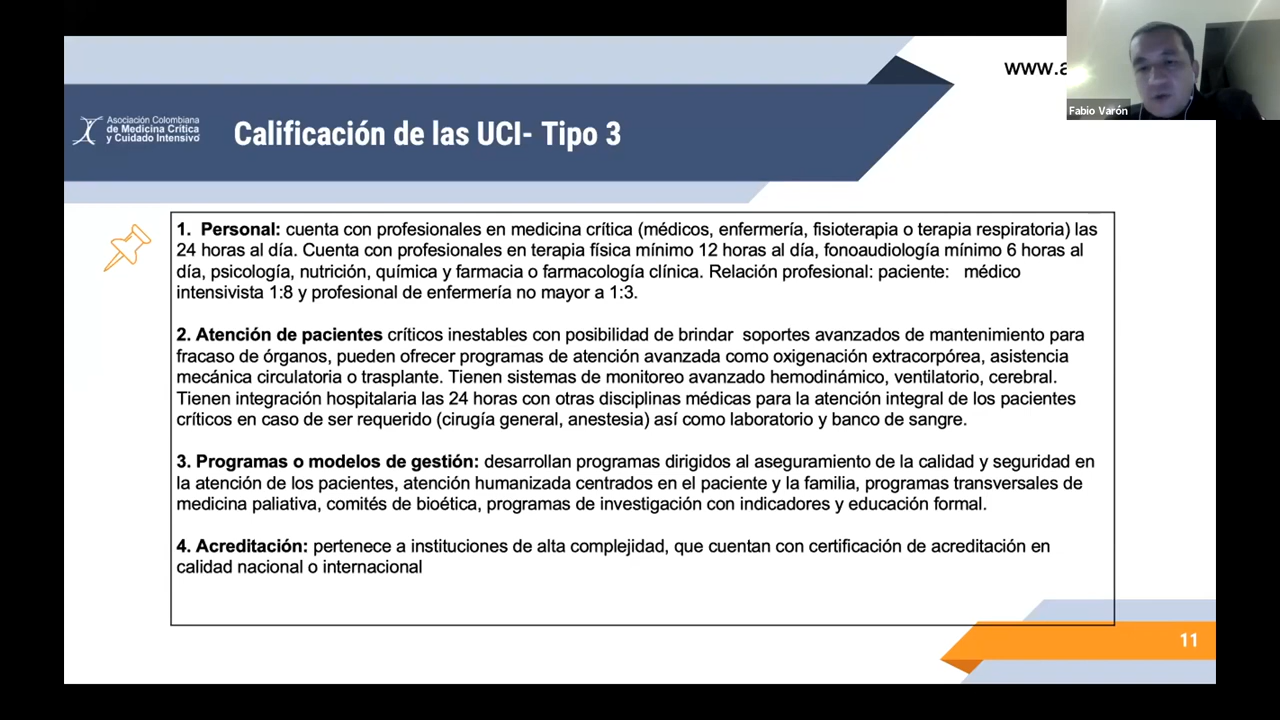 www.a
Fabio Varón
Asociación Colombiana
de Medicina Crítica
y Cuidado Intensivo
Calificación de las UCI- Tipo 3
1. Personal: cuenta con profesionales en medicina crítica (médicos, enfermería, fisioterapia o terapia respiratoria) las
24 horas al día. Cuenta con profesionales en terapia física mínimo 12 horas al día, fonoaudiología mínimo 6 horas al
día, psicología, nutrición, química y farmacia o farmacología clínica. Relación profesional: paciente: médico
intensivista 1:8 y profesional de enfermería no mayor a 1:3.
2. Atención de pacientes críticos inestables con posibilidad de brindar soportes avanzados de mantenimiento para
fracaso de órganos, pueden ofrecer programas de atención avanzada como oxigenación extracorpórea, asistencia
mecánica circulatoria o trasplante. Tienen sistemas de monitoreo avanzado hemodinámico, ventilatorio, cerebral.
Tienen integración hospitalaria las 24 horas con otras disciplinas médicas para la atención integral de los pacientes
críticos en caso de ser requerido (cirugía general, anestesia) así como laboratorio y banco de sangre.
3. Programas o modelos de gestión: desarrollan programas dirigidos al aseguramiento de la calidad y seguridad en
la atención de los pacientes, atención humanizada centrados en el paciente y la familia, programas transversales de
medicina paliativa, comités de bioética, programas de investigación con indicadores y educación formal.
4. Acreditación: pertenece a instituciones de alta complejidad, que cuentan con certificación de acreditación en
calidad nacional o internacional
11